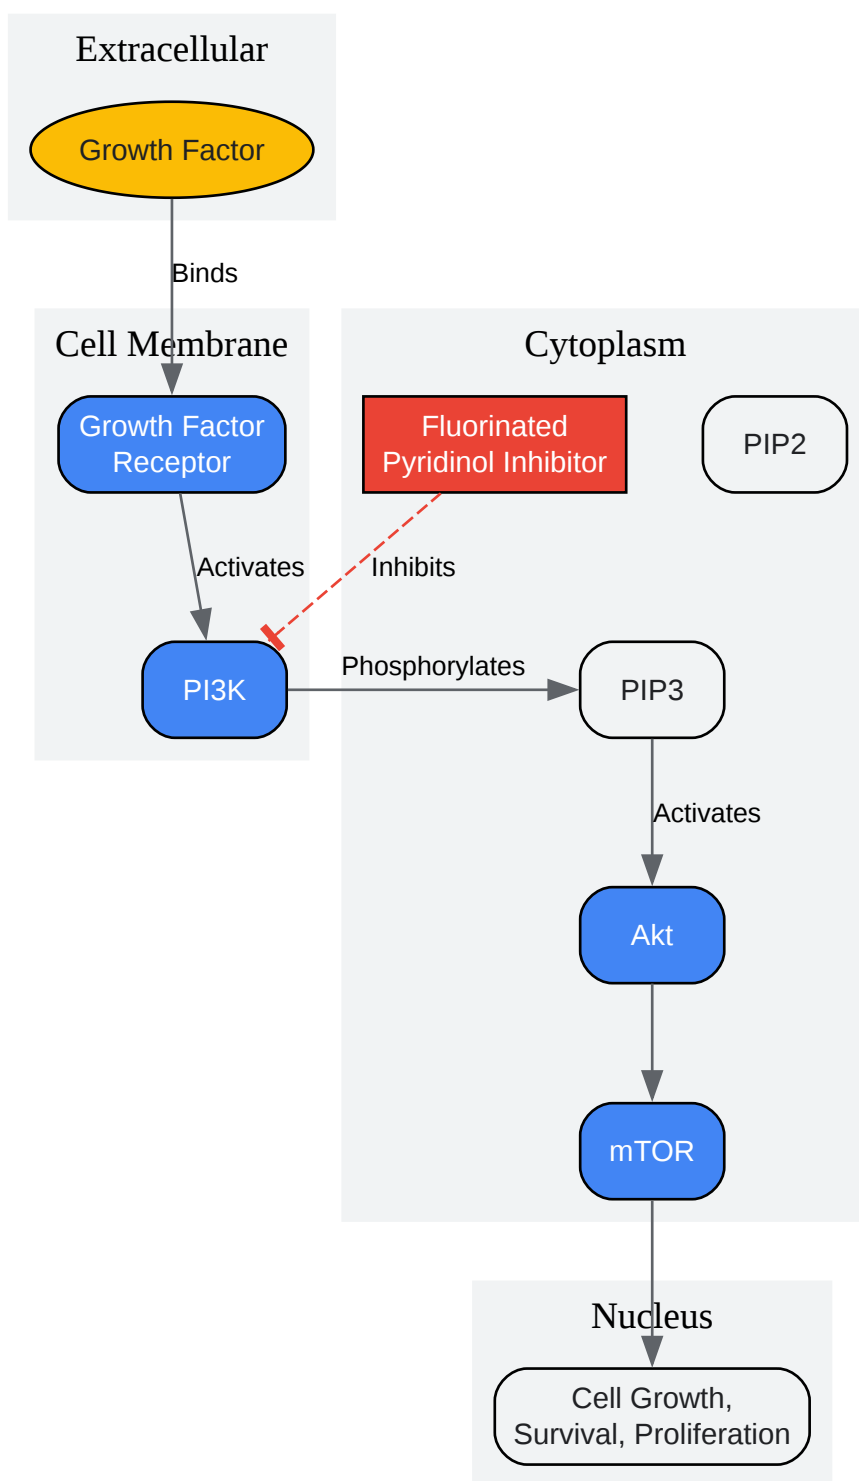 Extracellular
Growth Factor
Binds
Cell Membrane
Cytoplasm
Growth Factor
Receptor
Fluorinated
Pyridinol Inhibitor
PIP2
Activates
Inhibits
PI3K
Phosphorylates
PIP3
Activates
Akt
mTOR
Nucleus
Cell Growth,
Survival, Proliferation